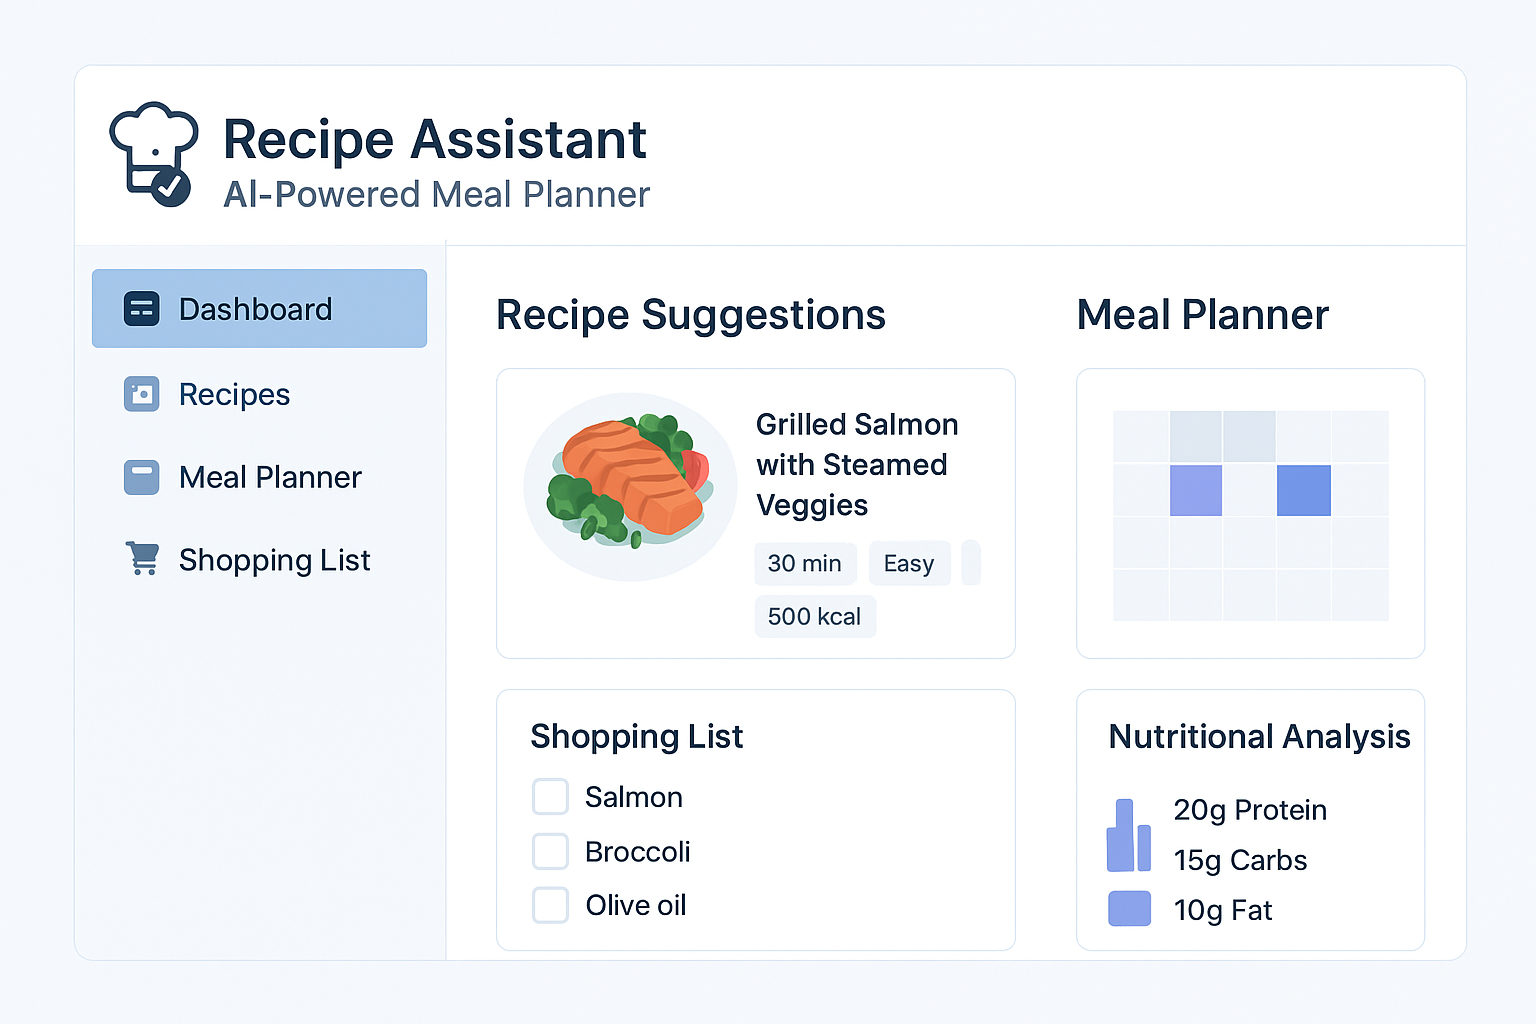 Recipe Assistant
AI-Powered Meal Planner
Dashboard
Recipes
Meal Planner
Shopping List
Recipe Suggestions
Grilled Salmon
with Steamed
Veggies
30 min
Easy
500 kcal
Meal Planner
Shopping List
Salmon
Broccoli
Olive oil
Nutritional Analysis
20g Protein
15g Carbs
10g Fat